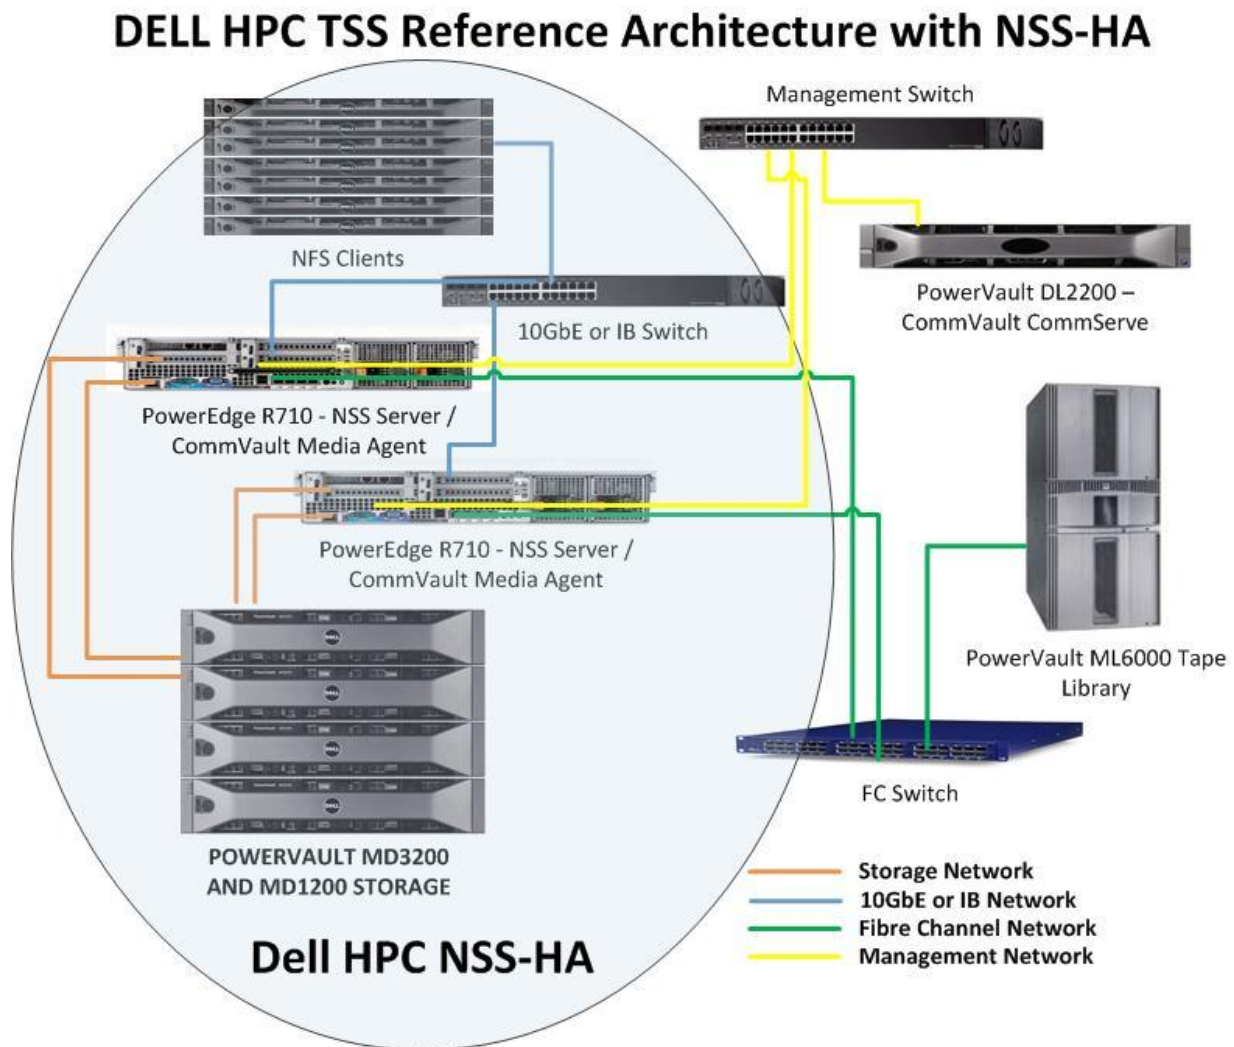 DELL HPC TSS Reference Architecture with NSS-HA
Management Switch
NFS Clients
PowerVault DL2200 –
CommVault CommServe
10GbE or IB Switch
PowerEdge R710 - NSS Server /
CommVault Media Agent
PowerEdge R710 - NSS Server /
CommVault Media Agent
PowerVault ML6000 Tape
Library
FC Switch
POWERVAULT MD3200
AND MD1200 STORAGE
Storage Network
10GbE or IB Network
Fibre Channel Network
Management Network
Dell HPC NSS-HA